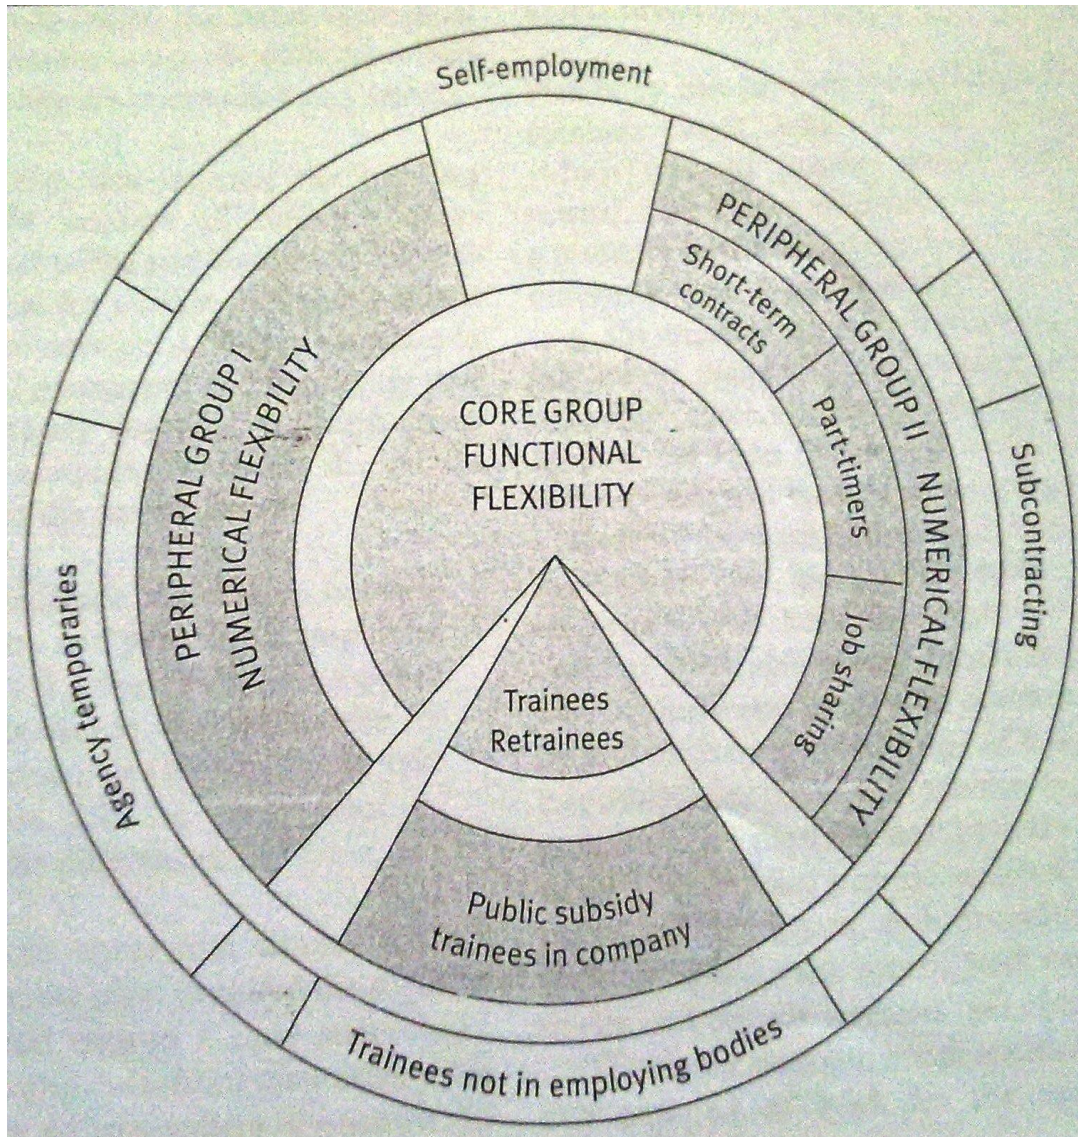 Self-employment
PERIPHERAL GROUP I
NUMERICAL FLEXIBILITY
CORE GROUP
FUNCTIONAL
FLEXIBILITY
PERIPHERAL GROUP II NUMERICAL FLEXIBILITY
Short-term
contracts
Part-timers
Job sharing
Subcontracting
Agency temporaries
Trainees
Retrainees
Public subsidy
trainees in company
Trainees not in employing bodies